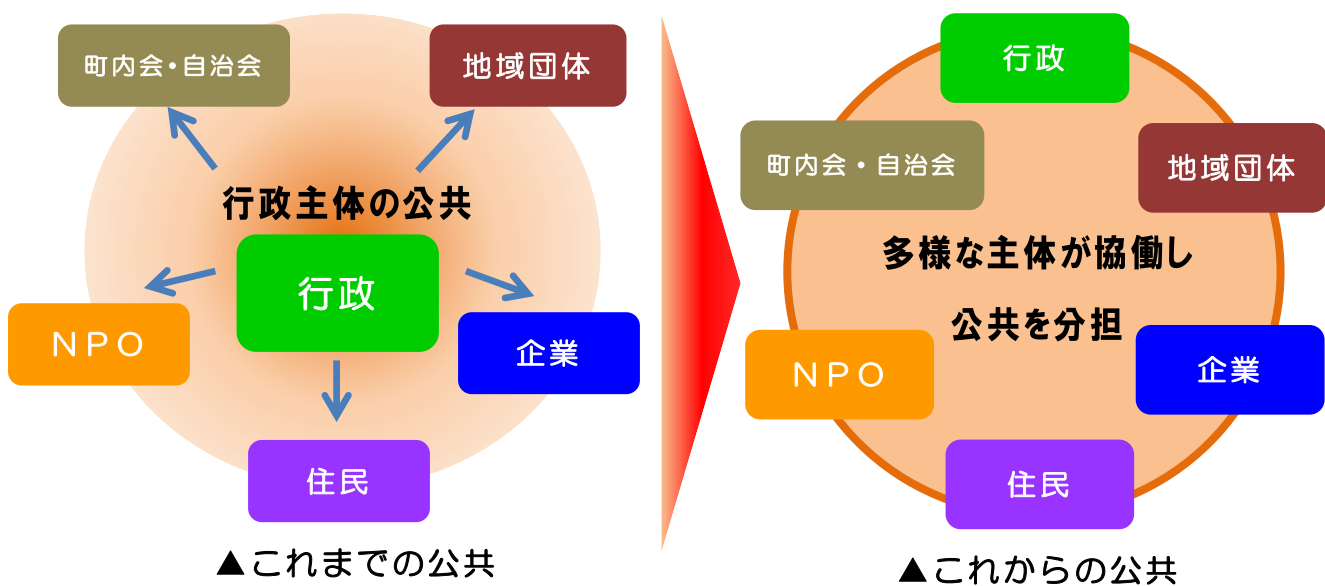 町内会・自治会
地域団体
行政主体の公共
行政
ＮＰＯ
企業
住民
▲これまでの公共
行政
町内会・自治会
地域団体
多様な主体が協働し
公共を分担
ＮＰＯ
企業
住民
▲これからの公共